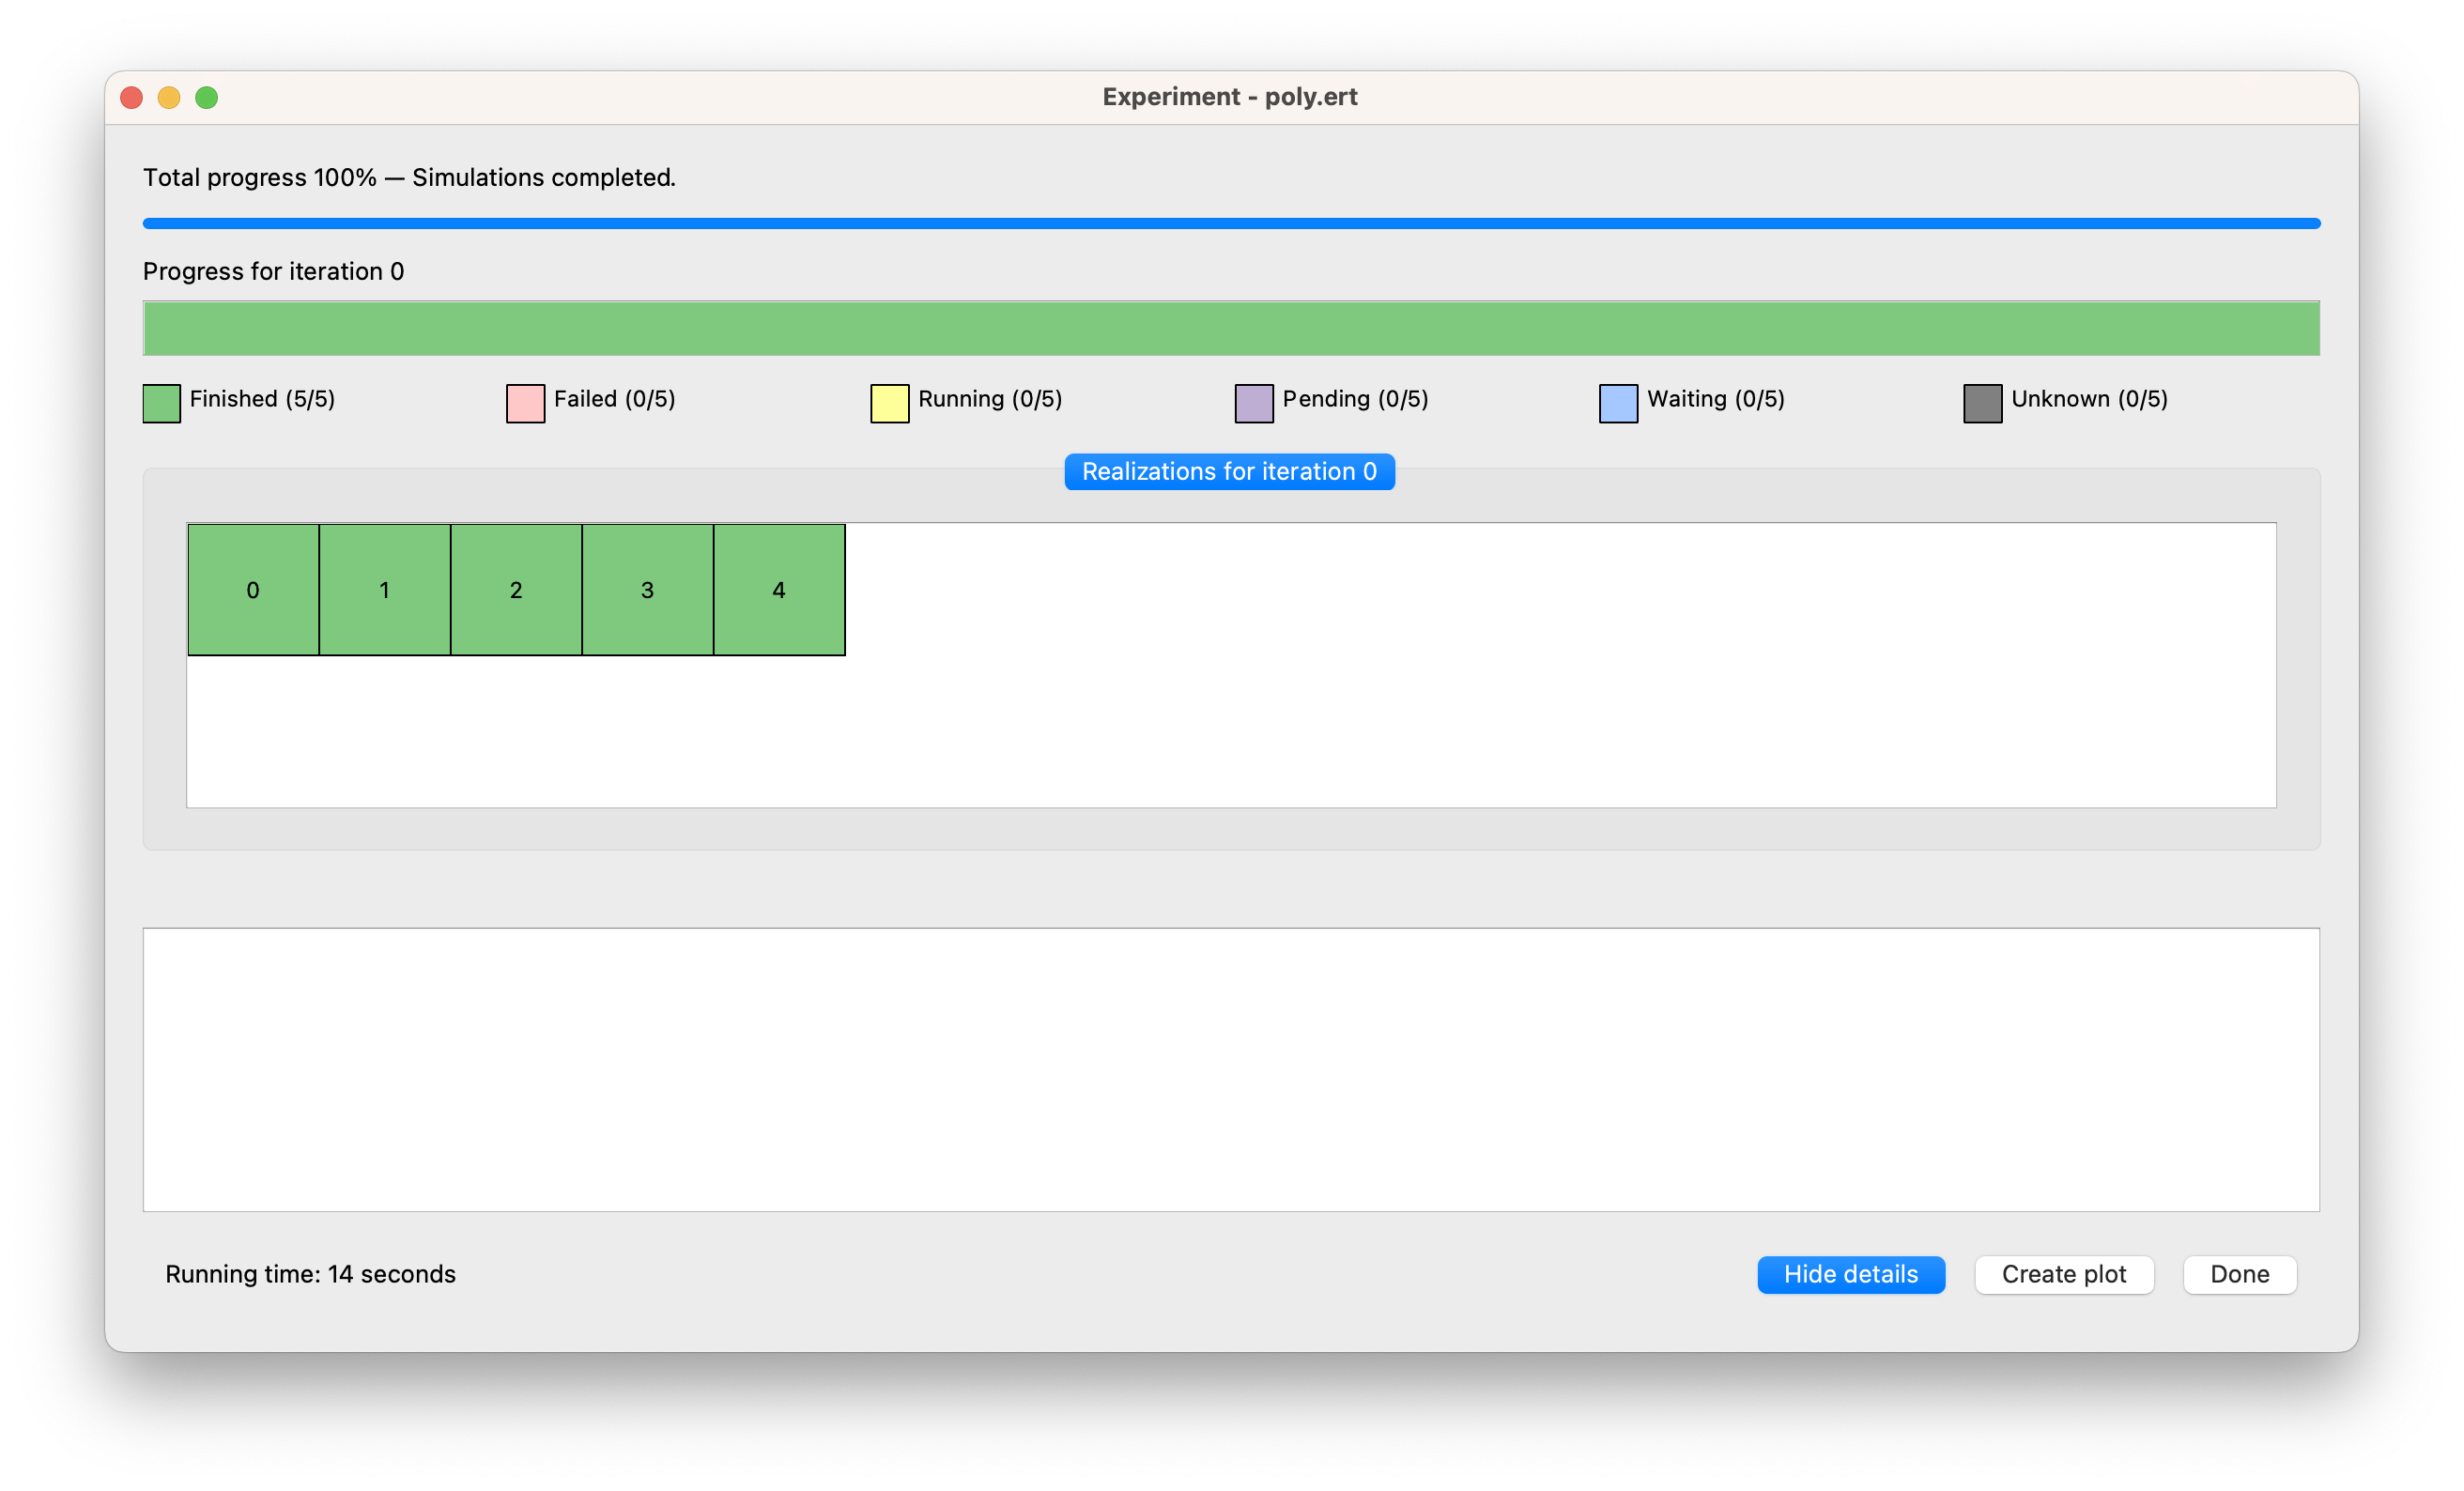 Experiment - poly.ert
Total progress 100% — Simulations completed.
Progress for iteration 0
Finished (5/5) Failed (0/5) Running (0/5) Pending (0/5) Waiting (0/5) Unknown (0/5)
Realizations for iteration 0
0 1 2 3 4
Running time: 14 seconds Hide details Create plot Done